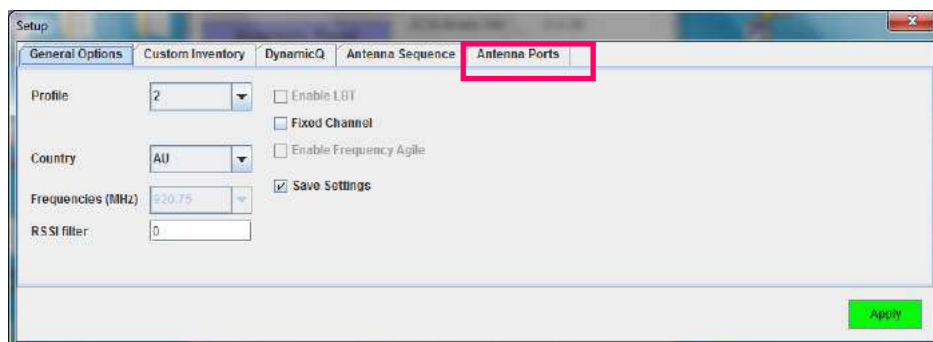 Setup
General Options Custom Inventory DynamicQ Antenna Sequence Antenna Ports
Profile 2 Enable LBT
Fixed Channel
Enable Frequency Agile
Country AU
Save Settings
Frequencies (MHz) 920.75
RSSI filter 0
Apply